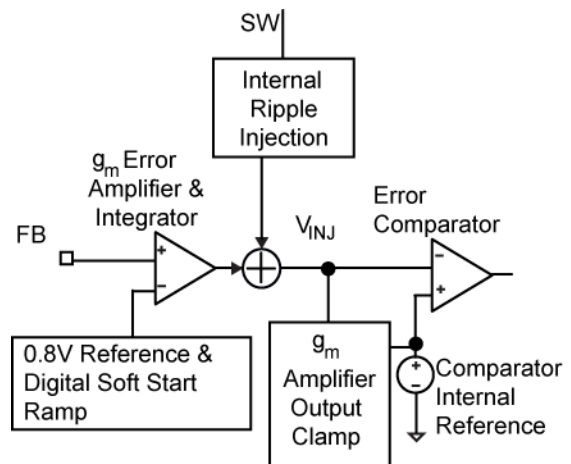 SW
Internal
Ripple
Injection
gm Error
Amplifier &
Integrator
FB
+
−
VINJ
Error
Comparator
−
+
0.8V Reference &
Digital Soft Start
Ramp
gm
Amplifier
Output
Clamp
+
−
Comparator
Internal
Reference